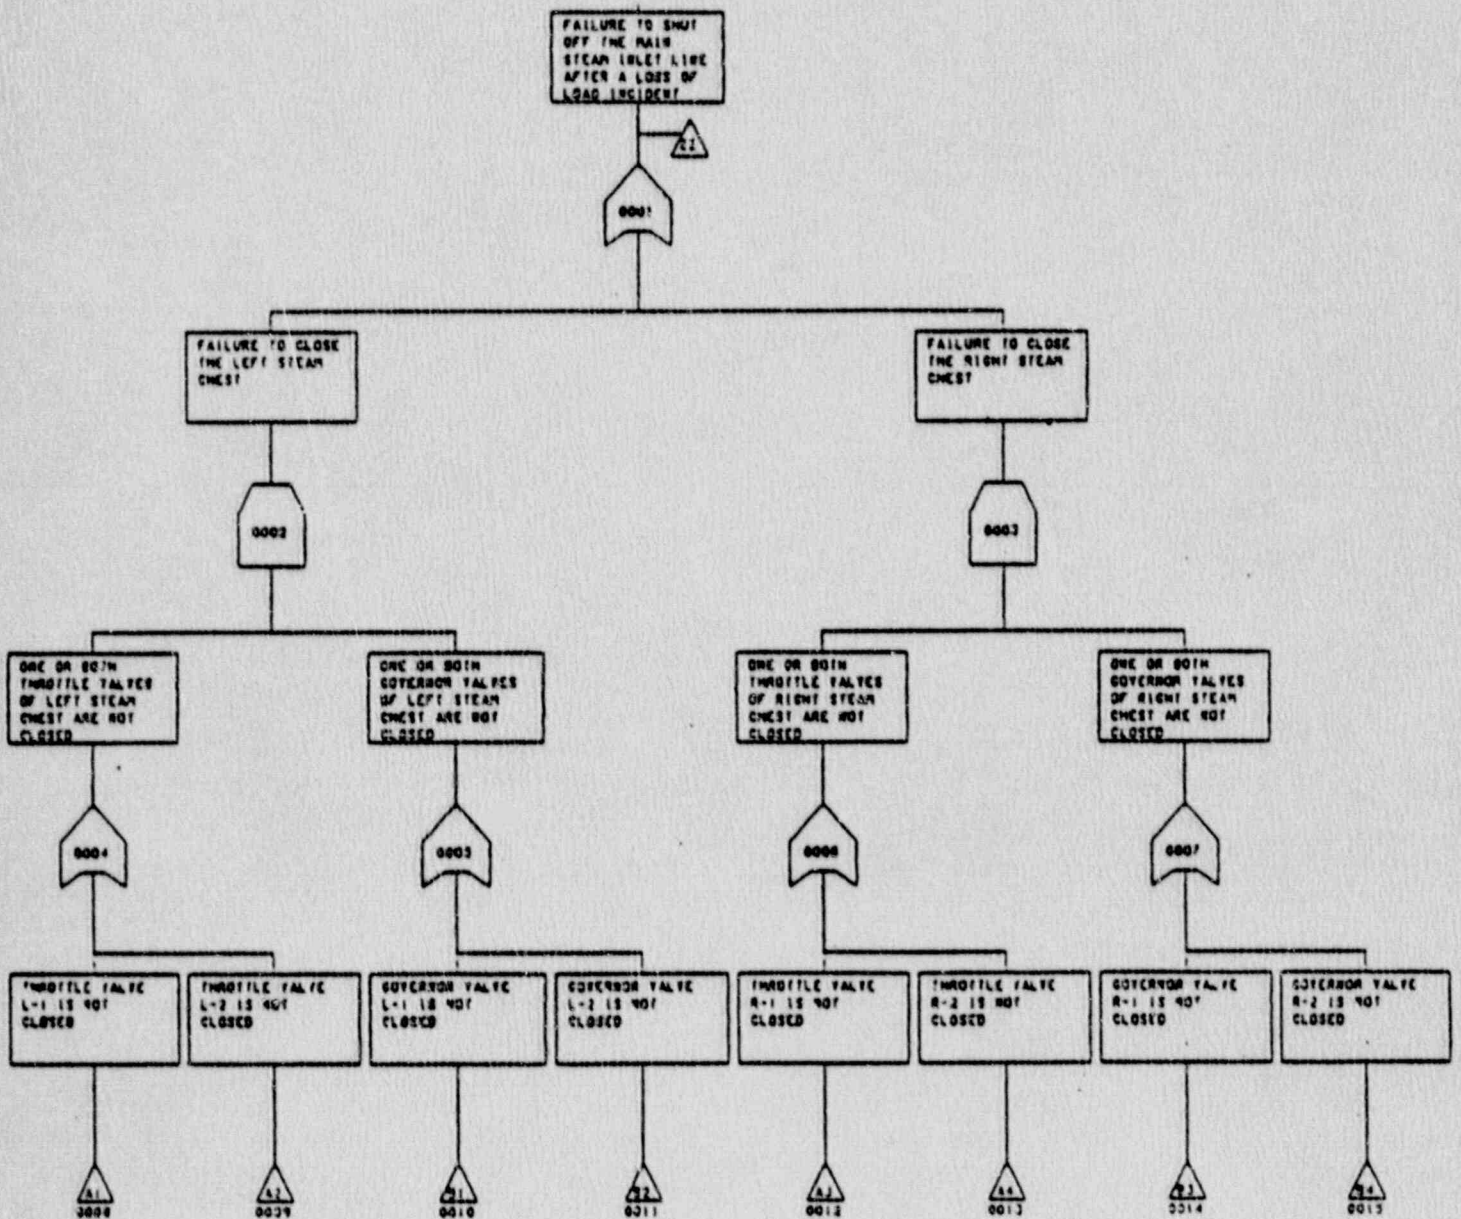 FAILURE TO SHUT
OFF THE MAIN
STEAM INLET LINE
AFTER A LOSS OF
LOAD INCIDENT
0001
FAILURE TO CLOSE
THE LEFT STEAM
CHEST
FAILURE TO CLOSE
THE RIGHT STEAM
CHEST
0002
0003
ONE OR BOTH
THROTTLE VALVES
OF LEFT STEAM
CHEST ARE NOT
CLOSED
ONE OR BOTH
GOVERNOR VALVES
OF LEFT STEAM
CHEST ARE NOT
CLOSED
ONE OR BOTH
THROTTLE VALVES
OF RIGHT STEAM
CHEST ARE NOT
CLOSED
ONE OR BOTH
GOVERNOR VALVES
OF RIGHT STEAM
CHEST ARE NOT
CLOSED
0004
0005
0006
0007
THROTTLE VALVE
L-1 IS NOT
CLOSED
THROTTLE VALVE
L-2 IS NOT
CLOSED
GOVERNOR VALVE
L-1 IS NOT
CLOSED
GOVERNOR VALVE
L-2 IS NOT
CLOSED
THROTTLE VALVE
R-1 IS NOT
CLOSED
THROTTLE VALVE
R-2 IS NOT
CLOSED
GOVERNOR VALVE
R-1 IS NOT
CLOSED
GOVERNOR VALVE
R-2 IS NOT
CLOSED
A1
0008
A2
0009
0010
0011
A3
0012
A4
0013
0014
0015